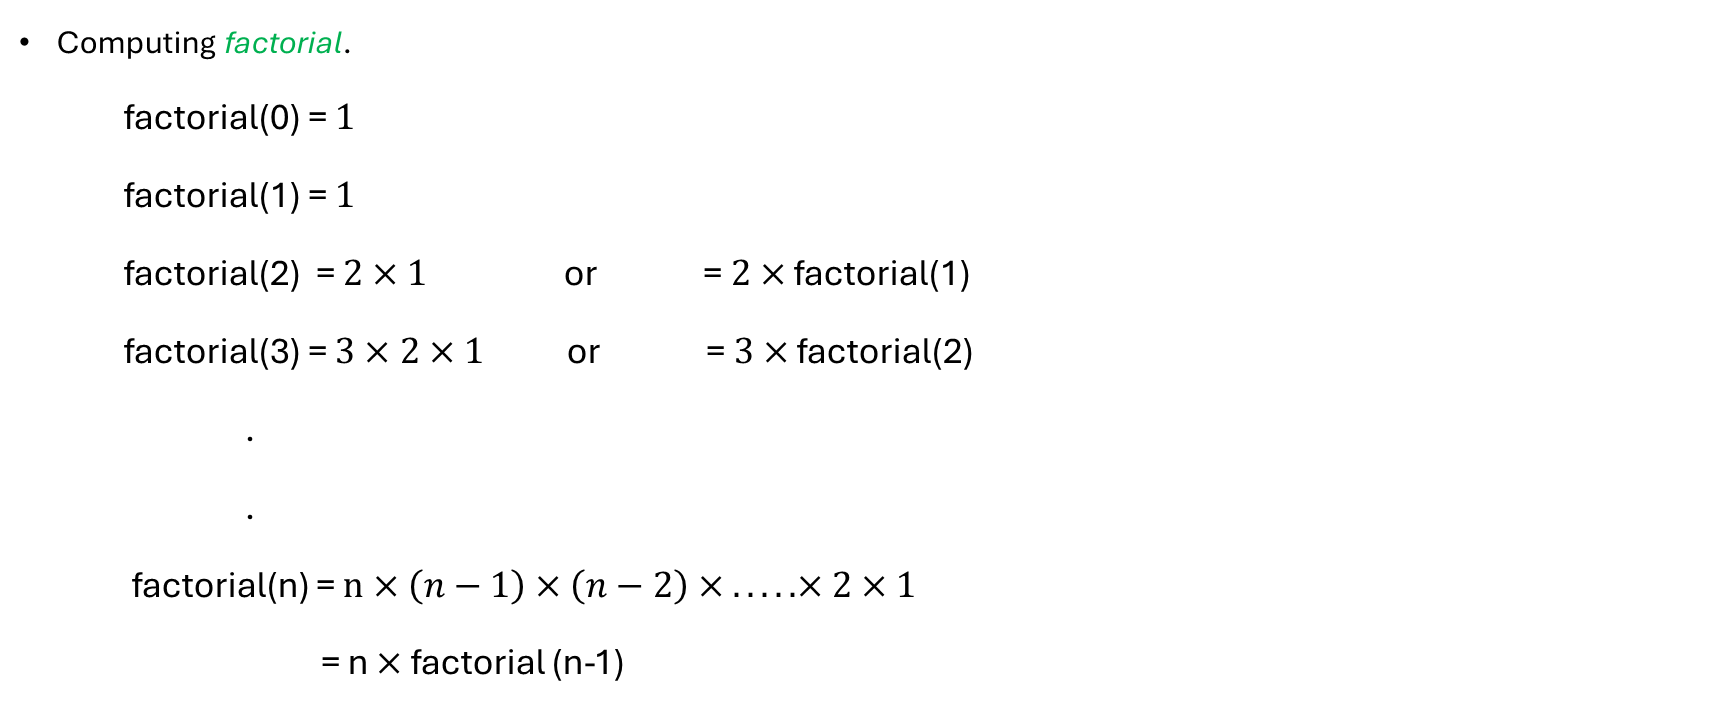 • Computing factorial.
factorial(0) = 1
factorial(1) = 1
factorial(2) = 2 × 1 or = 2 × factorial(1)
factorial(3) = 3 × 2 × 1 or = 3 × factorial(2)
.
.
factorial(n) = n × (n − 1) × (n − 2) × .....× 2 × 1
= n × factorial (n-1)